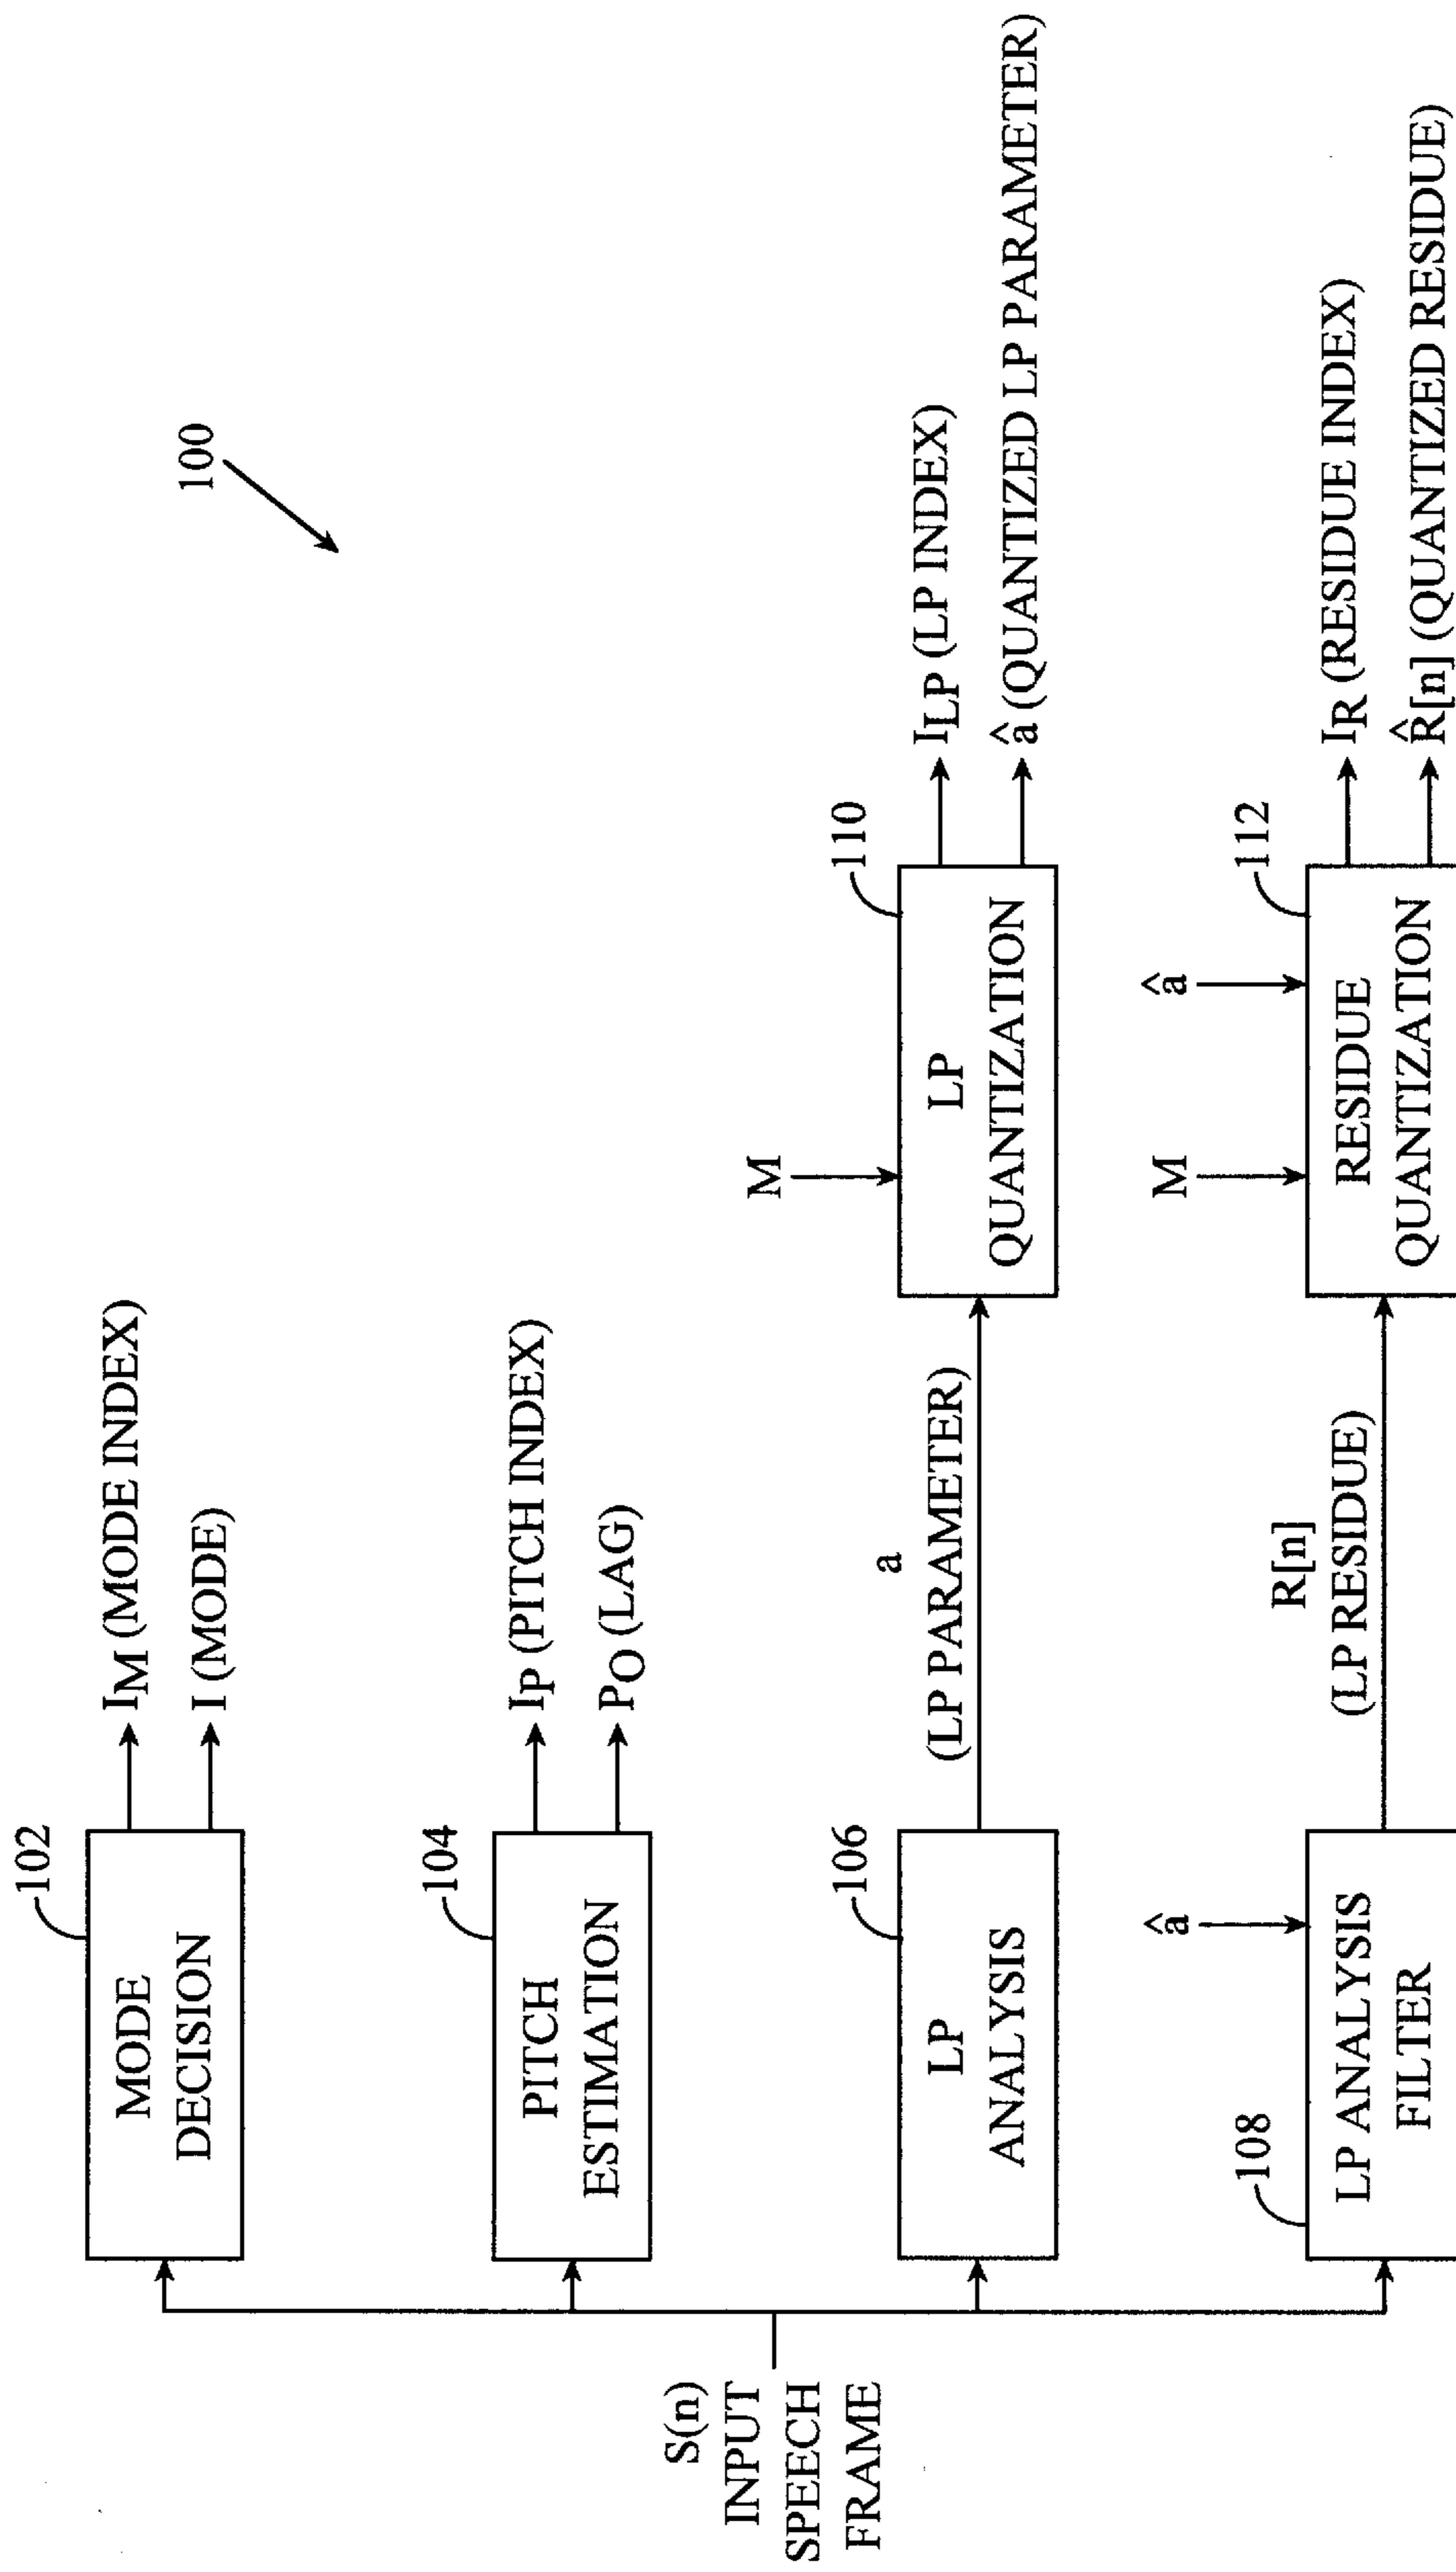 100
102
MODE
DECISION
I_M (MODE INDEX)
I (MODE)
104
PITCH
ESTIMATION
I_P (PITCH INDEX)
P_O (LAG)
S(n)
INPUT
SPEECH
FRAME
106
LP
ANALYSIS
a
(LP PARAMETER)
M
110
LP
QUANTIZATION
I_LP (LP INDEX)
â (QUANTIZED LP PARAMETER)
108
â
LP ANALYSIS
FILTER
R[n]
(LP RESIDUE)
M
â
112
RESIDUE
QUANTIZATION
I_R (RESIDUE INDEX)
R̂[n] (QUANTIZED RESIDUE)